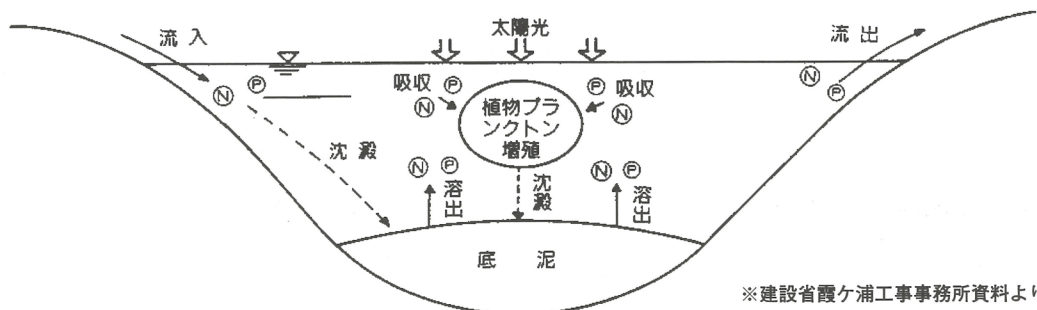 太陽光
流入
流出
Ⓝ Ⓟ
吸収 Ⓟ
Ⓝ
植物プラ
ンクトン
増殖
Ⓟ 吸収
Ⓝ
Ⓝ Ⓟ
沈澱
Ⓝ Ⓟ
溶出
沈澱
Ⓝ Ⓟ
溶出
底泥
※建設省霞ケ浦工事事務所資料より